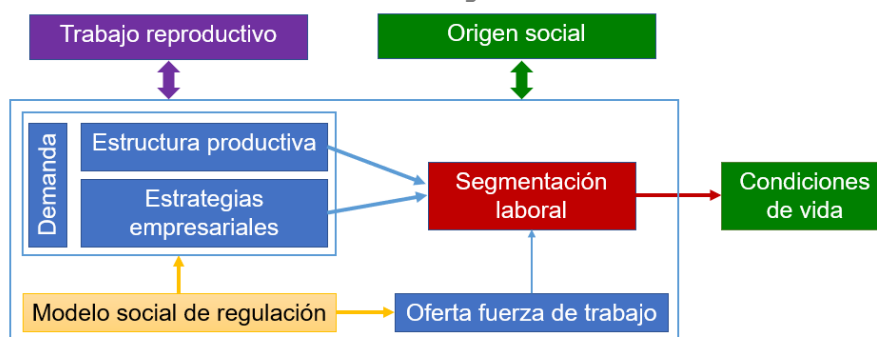 Trabajo reproductivo
Origen social
Demanda
Estructura productiva
Estrategias
empresariales
Segmentación
laboral
Condiciones
de vida
Modelo social de regulación
Oferta fuerza de trabajo